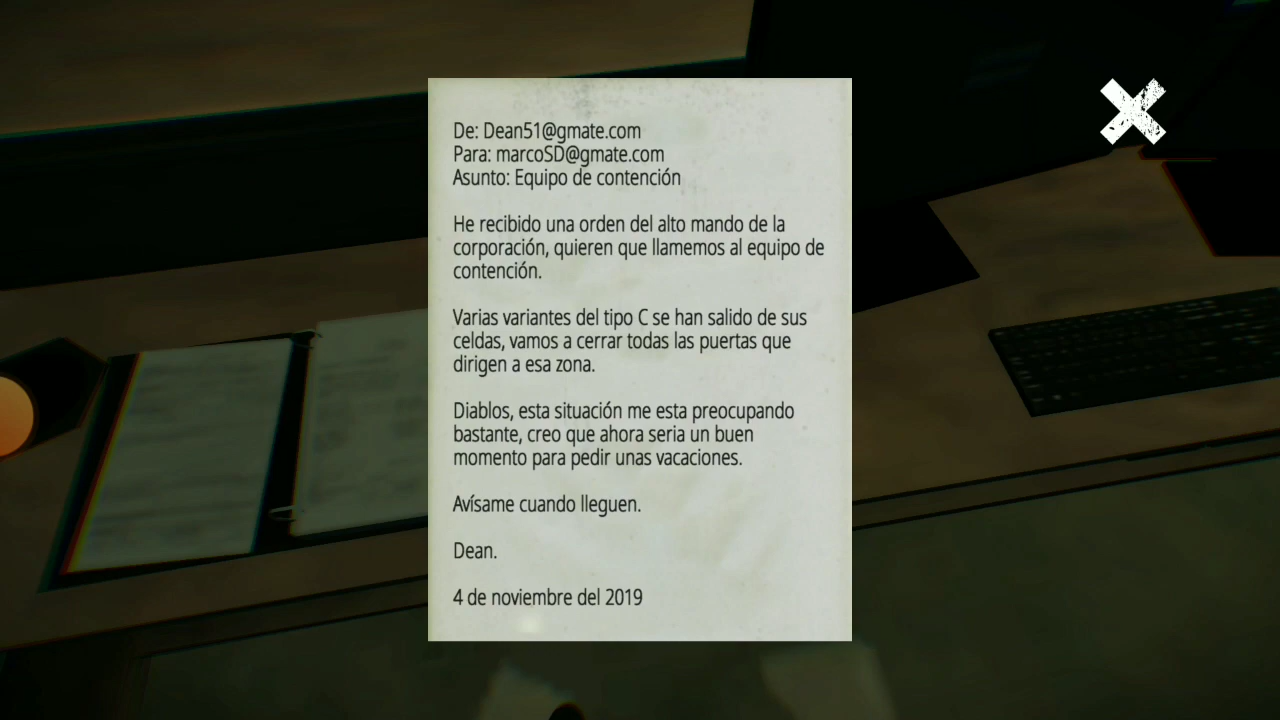 De: Dean51@gmate.com
Para: marcoSD@gmate.com
Asunto: Equipo de contención
He recibido una orden del alto mando de la
corporación, quieren que llamemos al equipo de
contención.
Varias variantes del tipo C se han salido de sus
celdas, vamos a cerrar todas las puertas que
dirigen a esa zona.
Diablos, esta situación me esta preocupando
bastante, creo que ahora seria un buen
momento para pedir unas vacaciones.
Avísame cuando lleguen.
Dean.
4 de noviembre del 2019